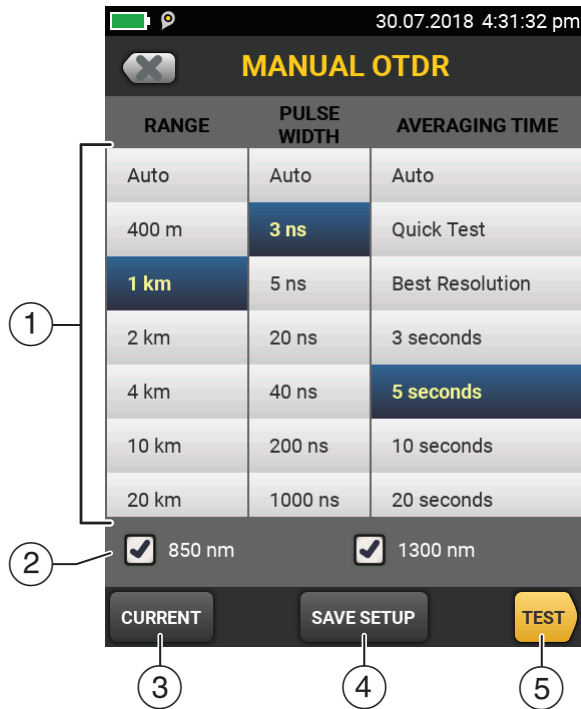 30.07.2018 4:31:32 pm
MANUAL OTDR
RANGE PULSE WIDTH AVERAGING TIME
Auto Auto Auto
400 m 3 ns Quick Test
1 km 5 ns Best Resolution
1
2 km 20 ns 3 seconds
4 km 40 ns 5 seconds
10 km 200 ns 10 seconds
20 km 1000 ns 20 seconds
2 850 nm 1300 nm
CURRENT SAVE SETUP TEST
3 4 5